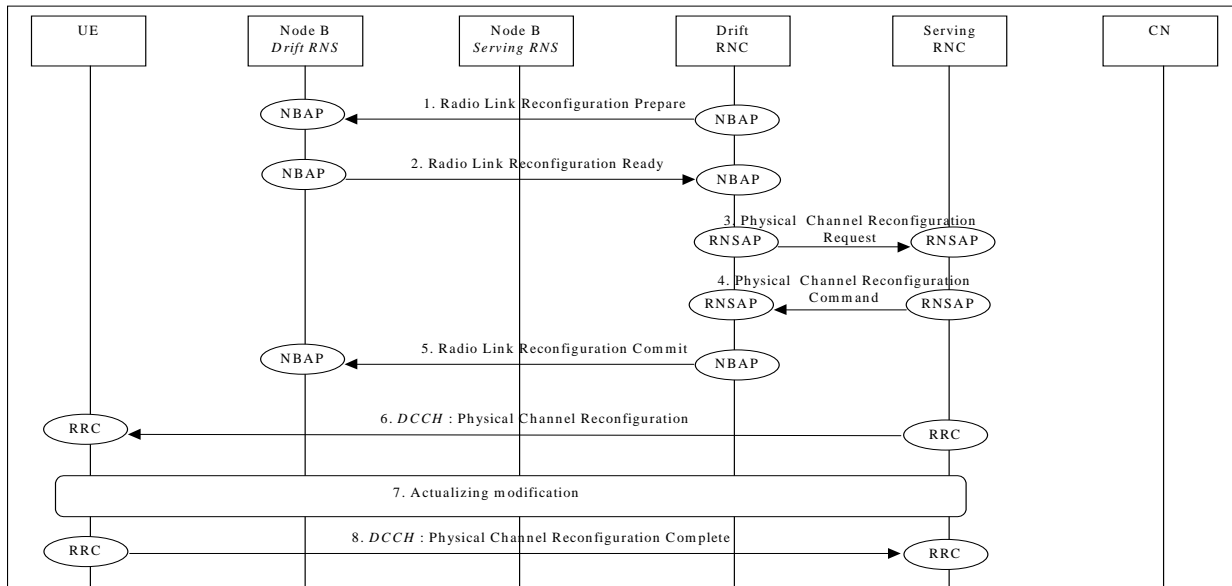 UE
Node B
Drift RNS
Node B
Serving RNS
Drift
RNC
Serving
RNC
CN
1. Radio Link Reconfiguration Prepare
NBAP
NBAP
2. Radio Link Reconfiguration Ready
NBAP
NBAP
3. Physical Channel Reconfiguration
Request
RNSAP
RNSAP
4. Physical Channel Reconfiguration
Command
RNSAP
RNSAP
5. Radio Link Reconfiguration Commit
NBAP
NBAP
6. DCCH : Physical Channel Reconfiguration
RRC
RRC
7. Actualizing modification
8. DCCH : Physical Channel Reconfiguration Complete
RRC
RRC